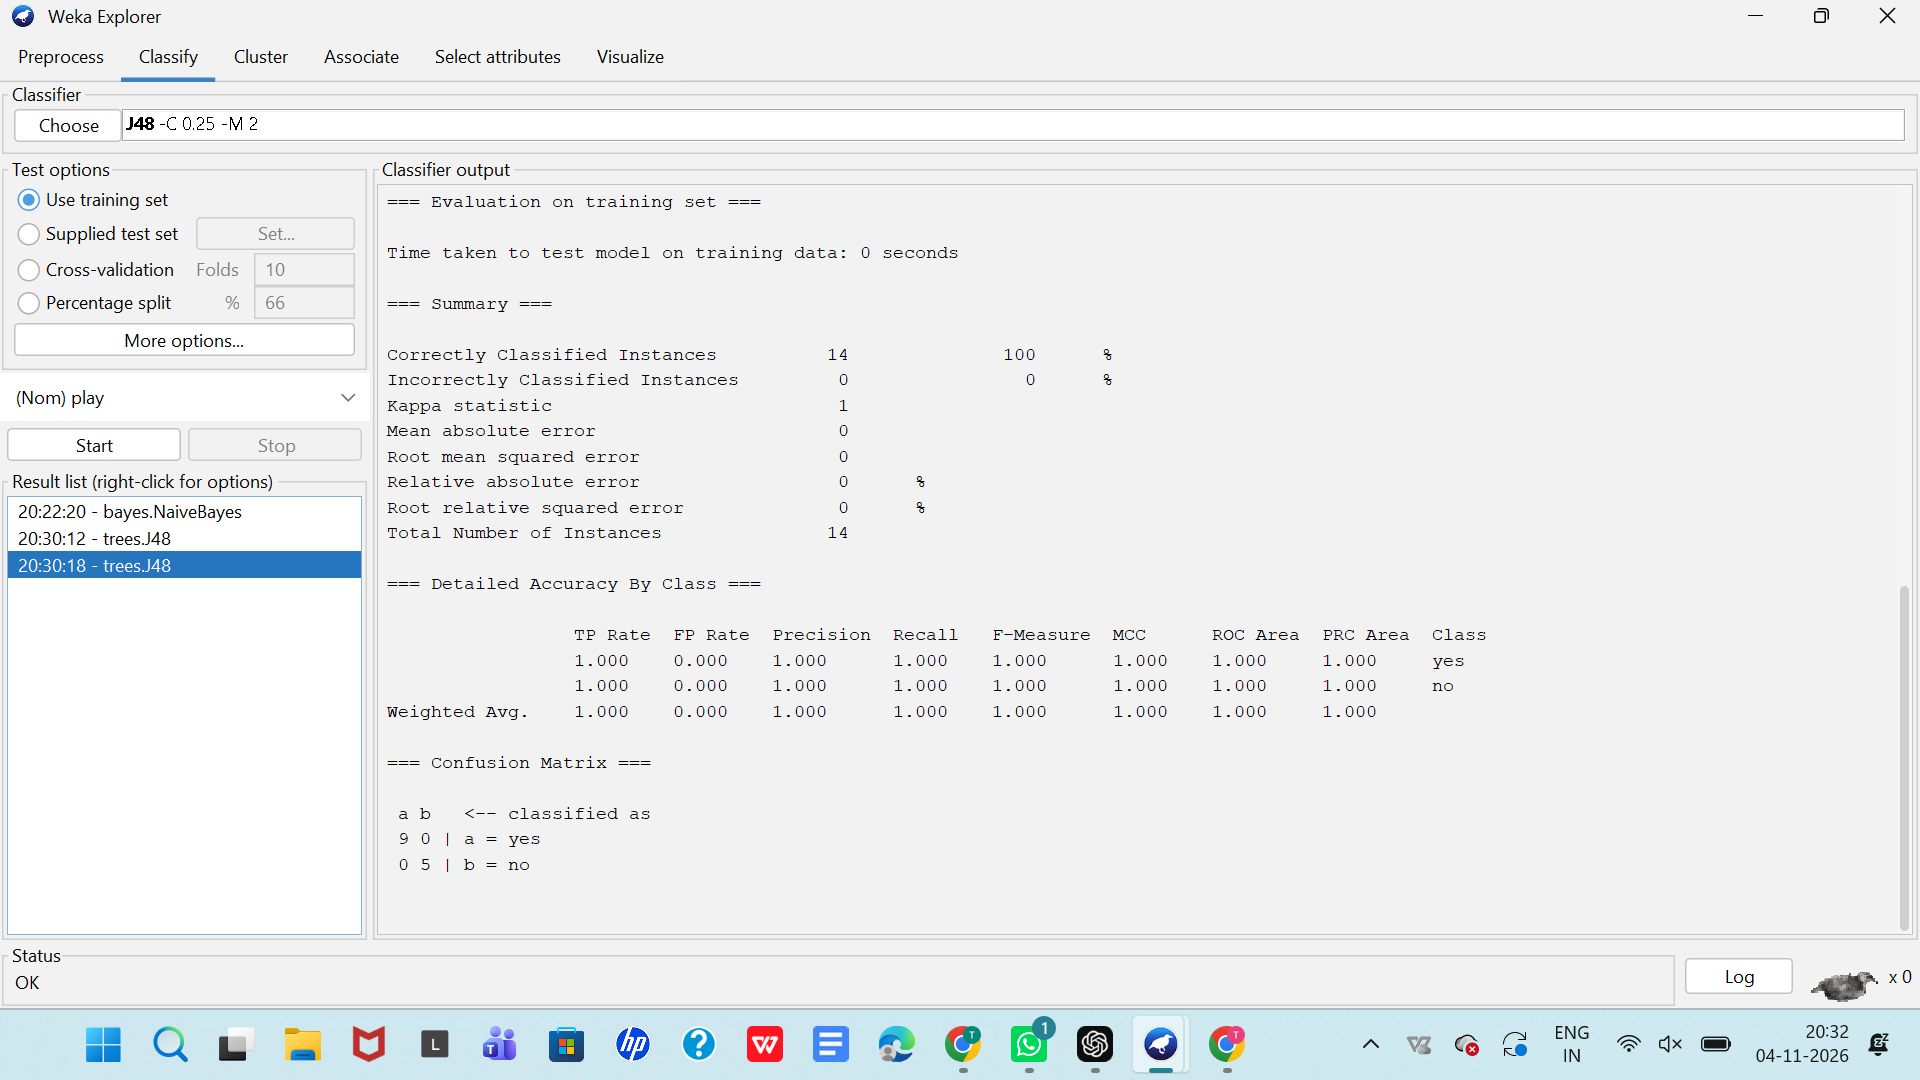 Weka Explorer
Preprocess Classify Cluster Associate Select attributes Visualize
Classifier
Choose J48 -C 0.25 -M 2
Test options
Use training set
Supplied test set Set...
Cross-validation Folds 10
Percentage split % 66
More options...
(Nom) play
Start Stop
Result list (right-click for options)
20:22:20 - bayes.NaiveBayes
20:30:12 - trees.J48
20:30:18 - trees.J48
Classifier output
=== Evaluation on training set ===
Time taken to test model on training data: 0 seconds
=== Summary ===
Correctly Classified Instances 14 100 %
Incorrectly Classified Instances 0 0 %
Kappa statistic 1
Mean absolute error 0
Root mean squared error 0
Relative absolute error 0 %
Root relative squared error 0 %
Total Number of Instances 14
=== Detailed Accuracy By Class ===
TP Rate FP Rate Precision Recall F-Measure MCC ROC Area PRC Area Class
1.000 0.000 1.000 1.000 1.000 1.000 1.000 1.000 yes
1.000 0.000 1.000 1.000 1.000 1.000 1.000 1.000 no
Weighted Avg. 1.000 0.000 1.000 1.000 1.000 1.000 1.000 1.000
=== Confusion Matrix ===
a b <-- classified as
9 0 | a = yes
0 5 | b = no
Status
OK
Log x 0
L T hp ? W T 1 T
ENG
IN
20:32
04-11-2026